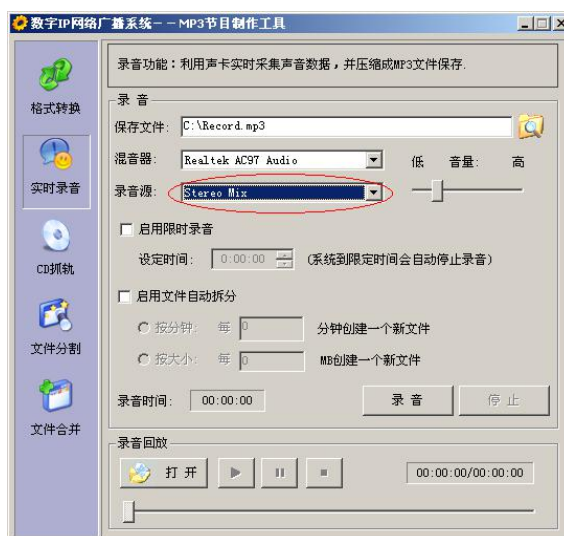 数字IP网络广播系统－－MP3节目制作工具
格式转换
实时录音
CD抓轨
文件分割
文件合并
录音功能：利用声卡实时采集声音数据，并压缩成MP3文件保存.
录 音
保存文件: C:\Record.mp3
混音器: Realtek AC97 Audio 低 音量: 高
录音源: Stereo Mix
启用限时录音
设定时间: 0:00:00 (系统到限定时间会自动停止录音)
启用文件自动拆分
按分钟: 每 0 分钟创建一个新文件
按大小: 每 0 MB创建一个新文件
录音时间: 00:00:00 录 音 停 止
录音回放
打 开 00:00:00/00:00:00